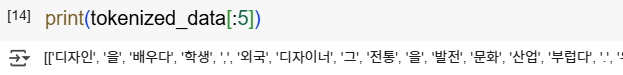 [14] print(tokenized_data[:5])
[['디자인', '을', '배우다', '학생', ',', '외국', '디자이너', '그', '전통', '을', '발전', '문화', '산업', '부럽다', '.',